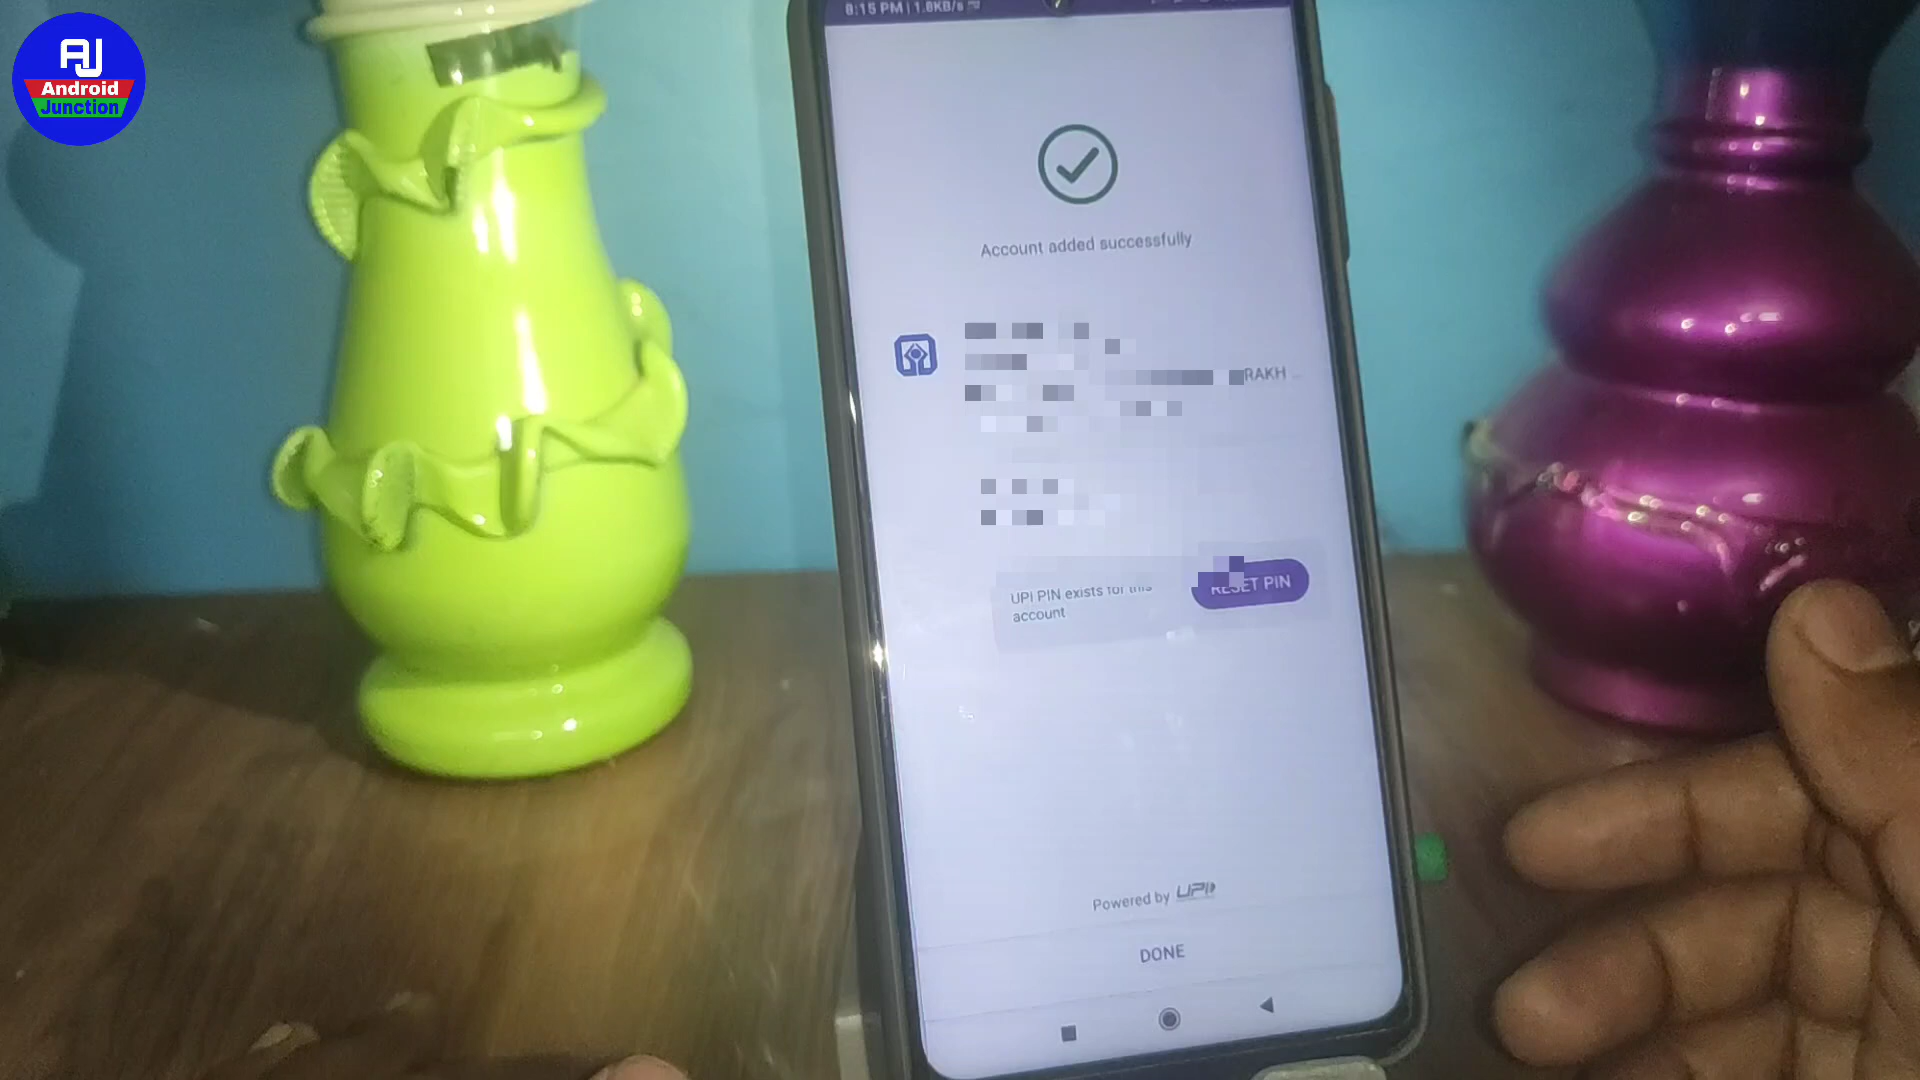 AJ
Android
Junction
8:15 PM | 1.8KB/s
Account added successfully
RAKH ...
UPI PIN exists for this
account
RESET PIN
Powered by UPI
DONE